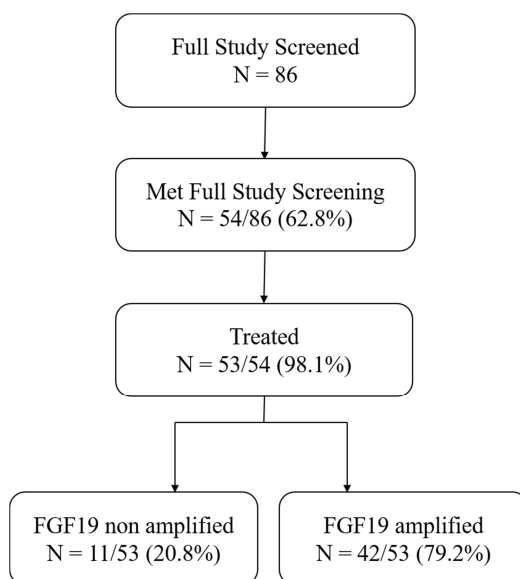 Full Study Screened
N = 86
Met Full Study Screening
N = 54/86 (62.8%)
Treated
N = 53/54 (98.1%)
FGF19 non amplified
N = 11/53 (20.8%)
FGF19 amplified
N = 42/53 (79.2%)